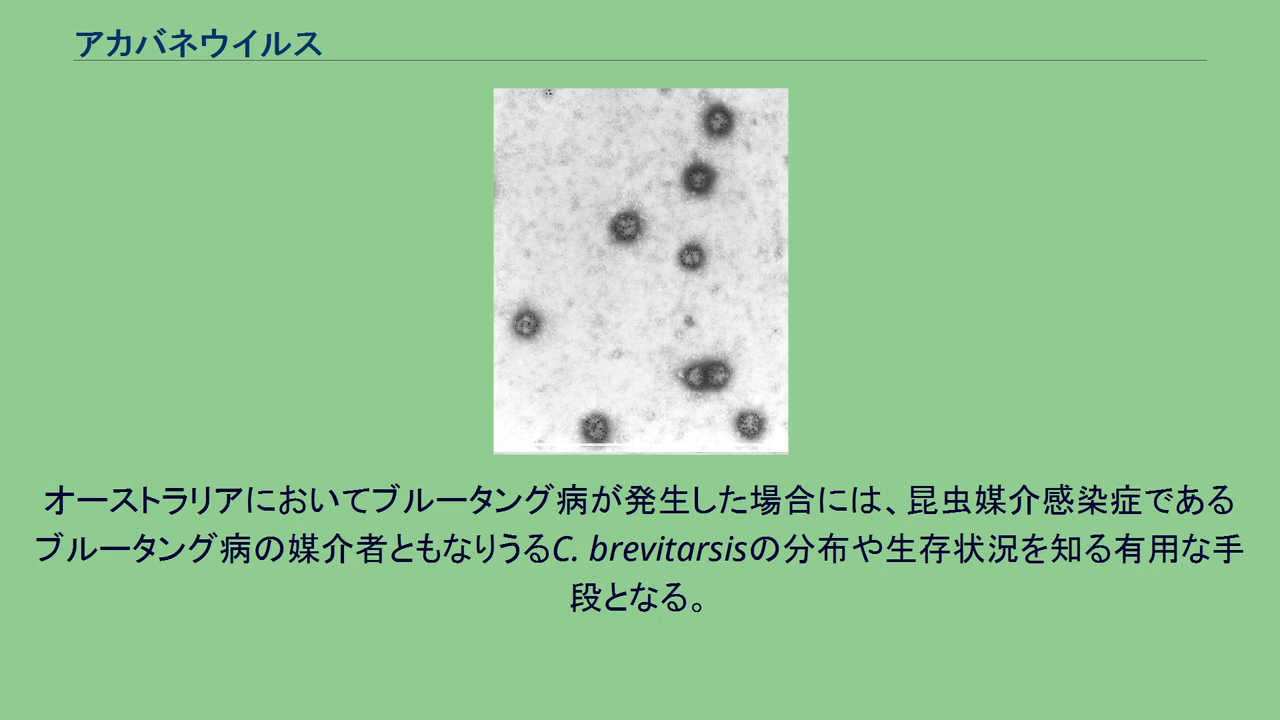 アカバネウイルス
オーストラリアにおいてブルータング病が発生した場合には、昆虫媒介感染症である
ブルータング病の媒介者ともなりうるC. brevitarsisの分布や生存状況を知る有用な手
段となる。